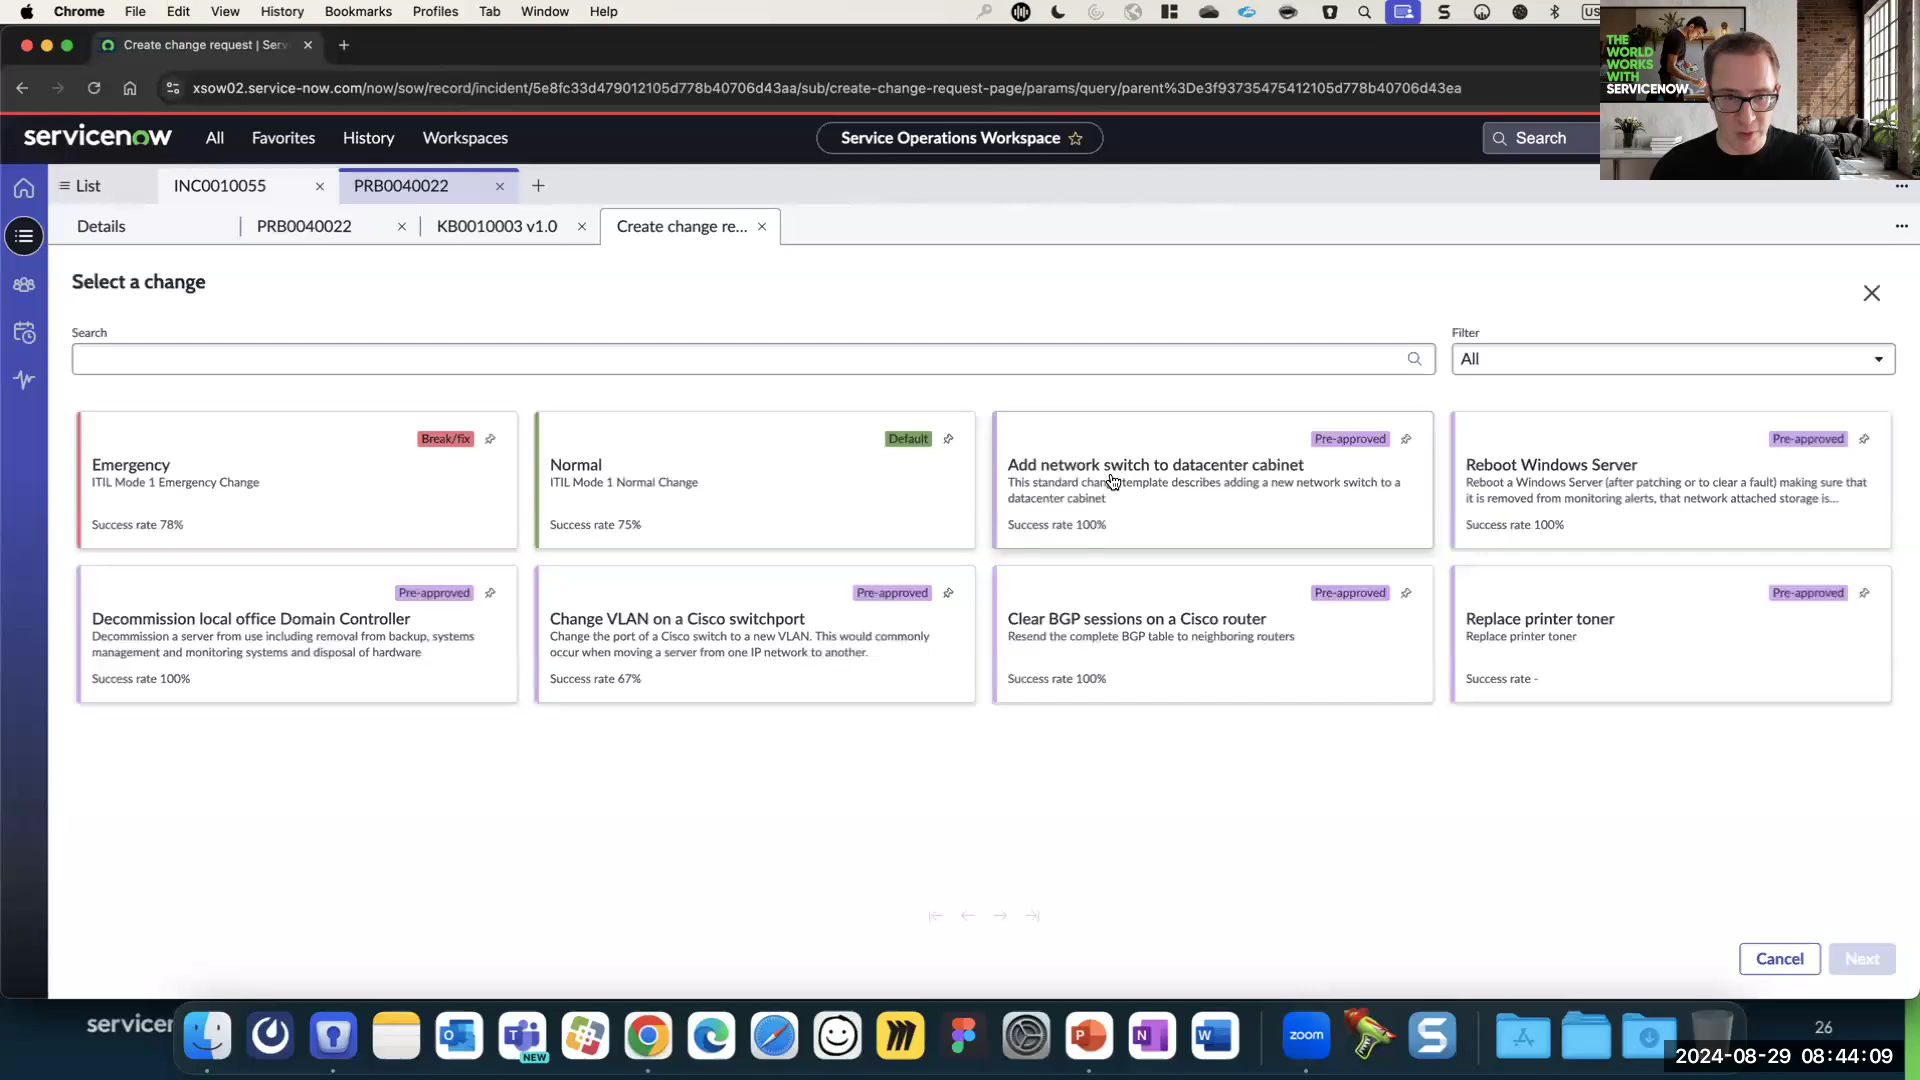 Chrome File Edit View History Bookmarks Profiles Tab Window Help
US
Create change request | Serv
xsow02.service-now.com/now/sow/record/incident/5e8fc33d479012105d778b40706d43aa/sub/create-change-request-page/params/query/parent%3De3f93735475412105d778b40706d43ea
THE
WORLD
WORKS
WITH
SERVICENOW
servicenow All Favorites History Workspaces Service Operations Workspace Search
List INC0010055 PRB0040022
Details PRB0040022 KB0010003 v1.0 Create change re...
Select a change
Search Filter
All
Break/fix
Emergency
ITIL Mode 1 Emergency Change
Success rate 78%
Default
Normal
ITIL Mode 1 Normal Change
Success rate 75%
Pre-approved
Add network switch to datacenter cabinet
This standard change template describes adding a new network switch to a
datacenter cabinet
Success rate 100%
Pre-approved
Reboot Windows Server
Reboot a Windows Server (after patching or to clear a fault) making sure that
it is removed from monitoring alerts, that network attached storage is...
Success rate 100%
Pre-approved
Decommission local office Domain Controller
Decommission a server from use including removal from backup, systems
management and monitoring systems and disposal of hardware
Success rate 100%
Pre-approved
Change VLAN on a Cisco switchport
Change the port of a Cisco switch to a new VLAN. This would commonly
occur when moving a server from one IP network to another.
Success rate 67%
Pre-approved
Clear BGP sessions on a Cisco router
Resend the complete BGP table to neighboring routers
Success rate 100%
Pre-approved
Replace printer toner
Replace printer toner
Success rate -
Cancel Next
servicer
NEW
zoom
26
2024-08-29 08:44:09